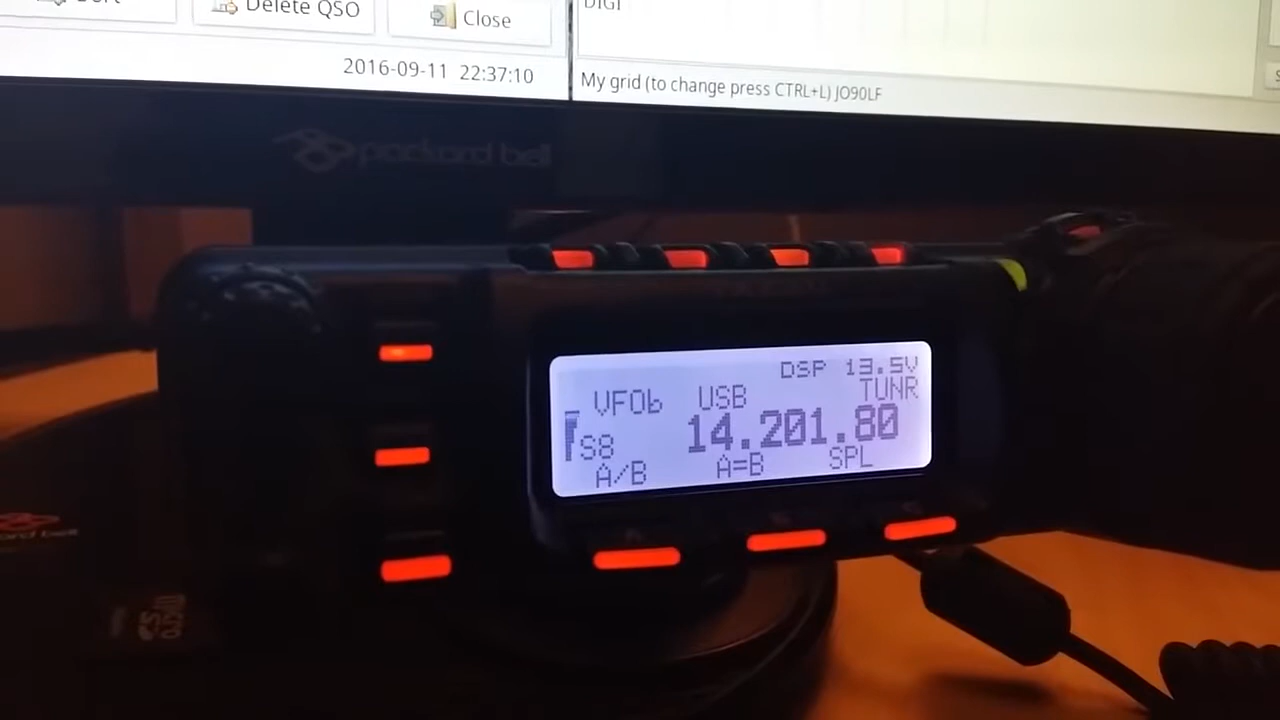 Delete QSO
Close
DIGI
2016-09-11 22:37:10
My grid (to change press CTRL+L) JO90LF
packard bell
DSP 13.5V
VFOb USB TUNR
14.201.80
S8
A/B A=B SPL